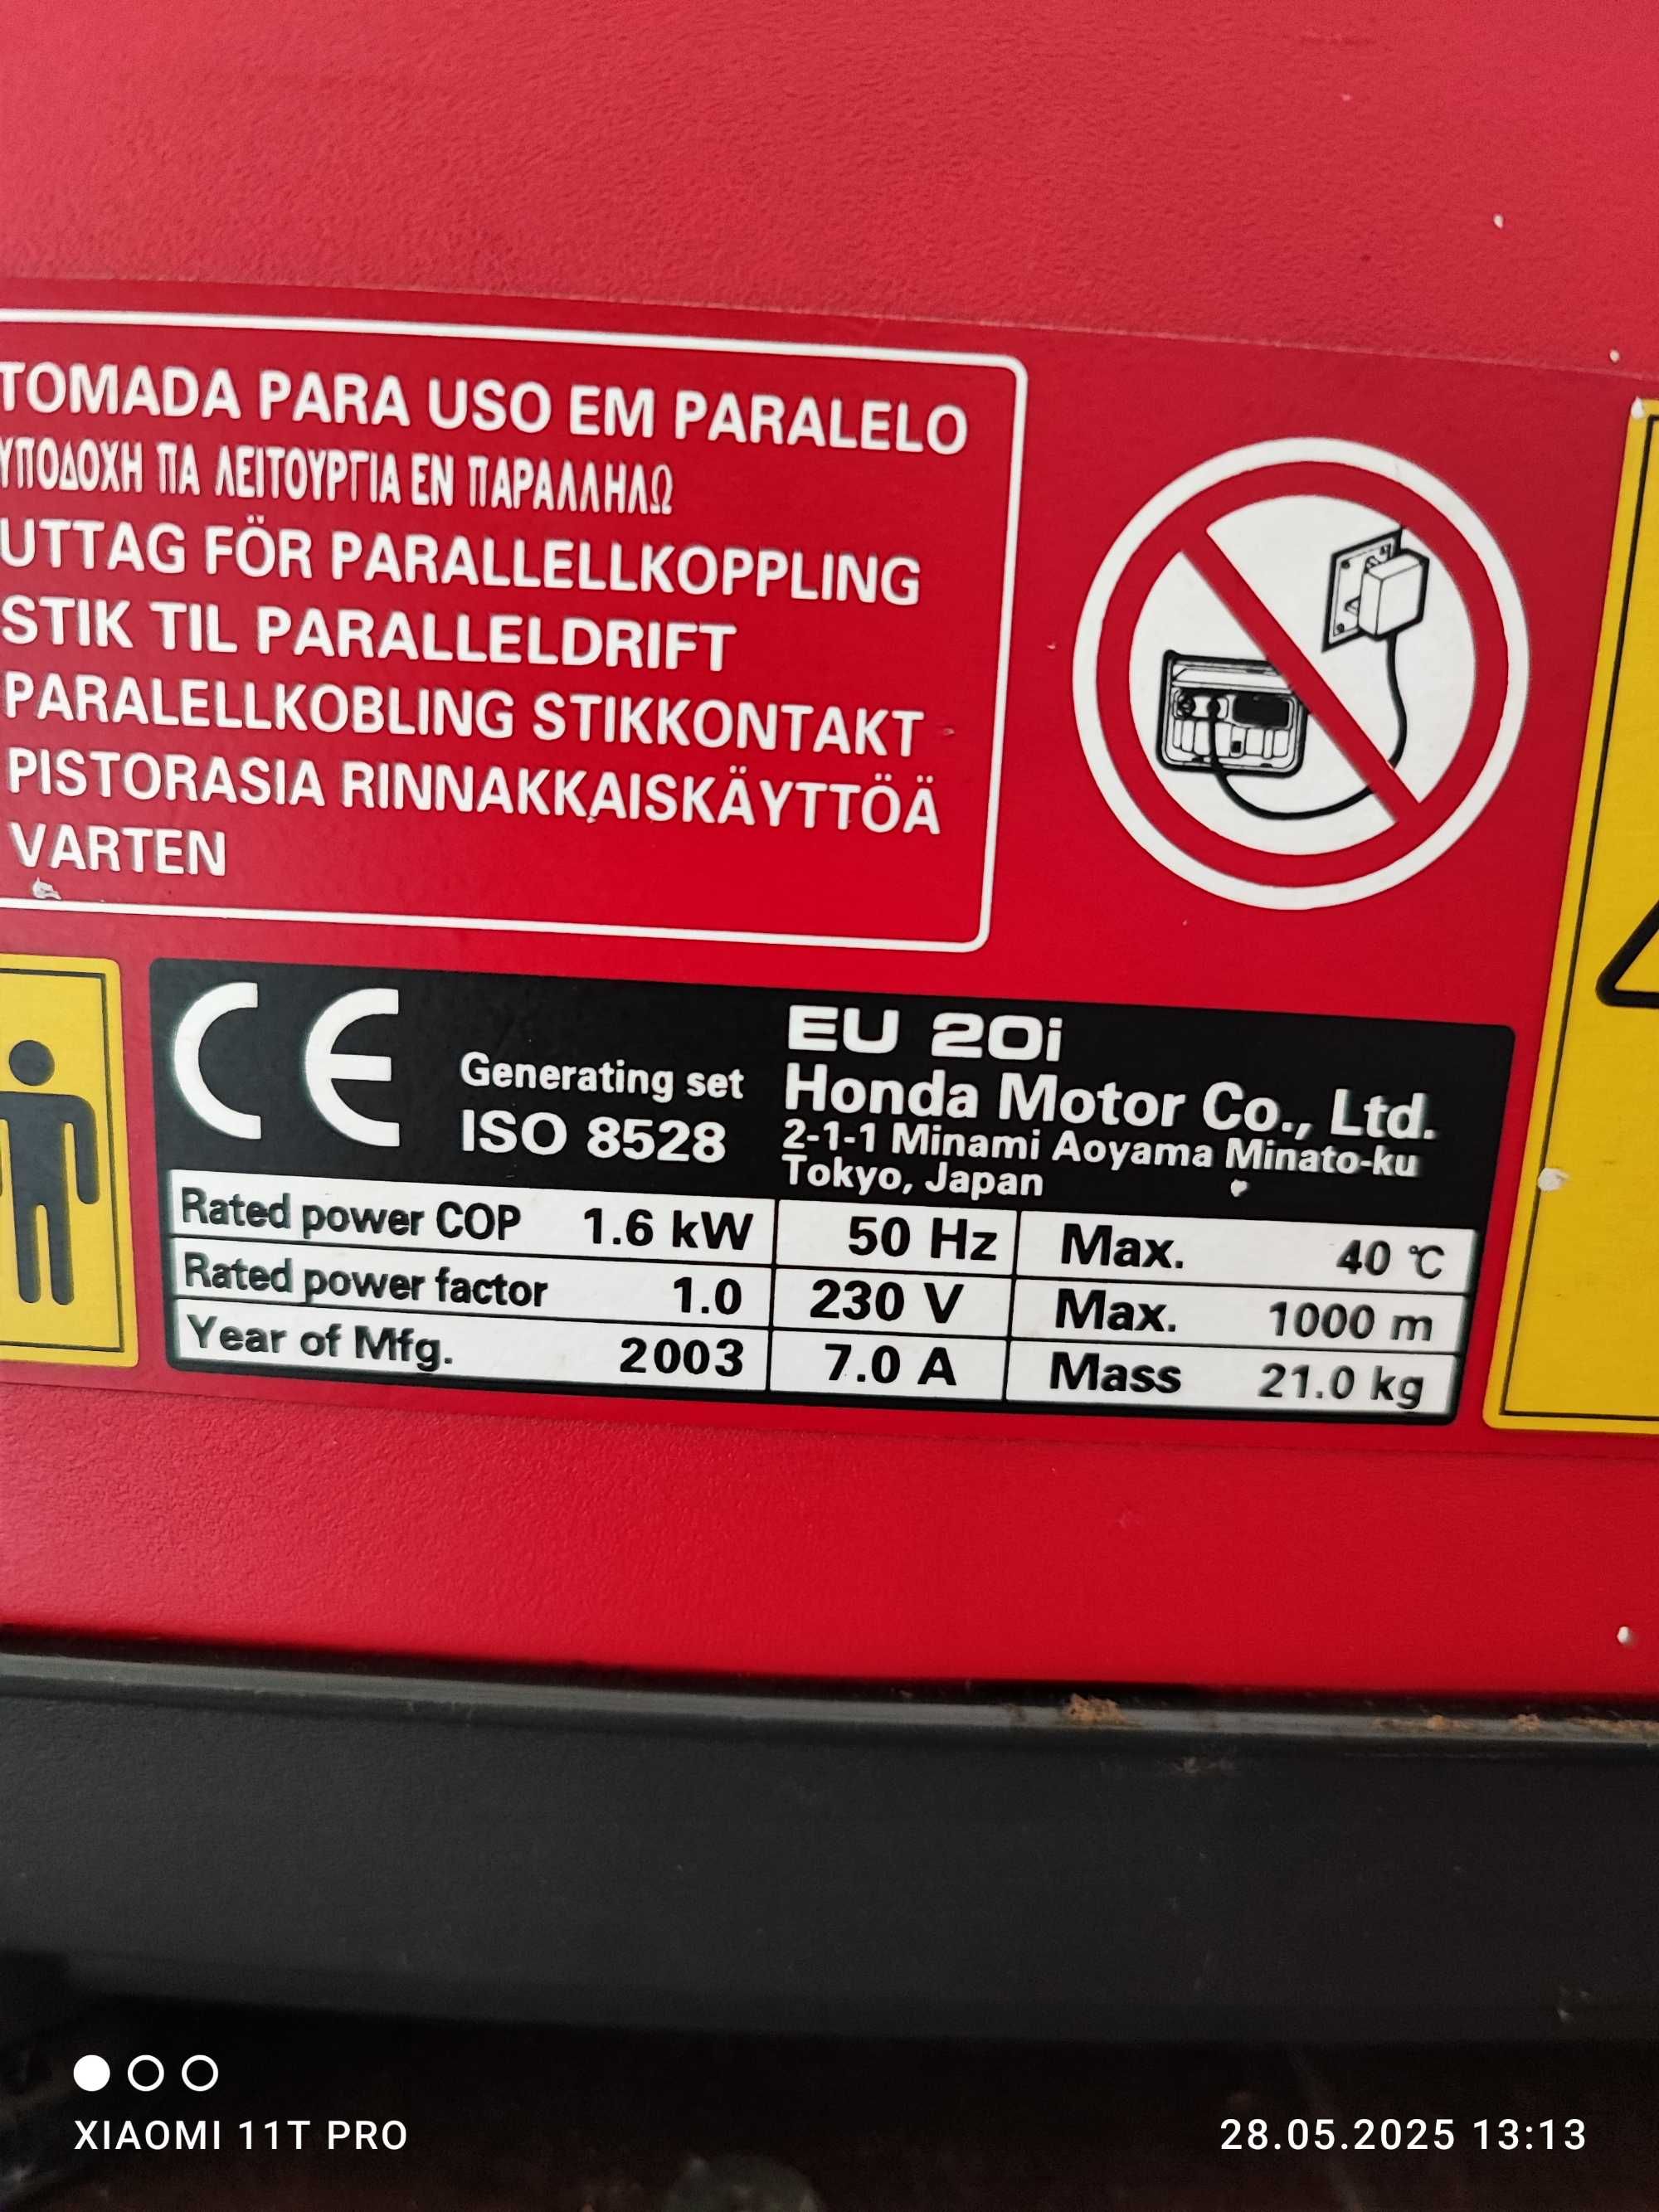 TOMADA PARA USO EM PARALELO
ΥΠΟΔΟΧΗ ΠΑ ΛΕΙΤΟΥΡΓΙΑ ΕΝ ΠΑΡΑΛΛΗΛΩ
UTTAG FÖR PARALLELLKOPPLING
STIK TIL PARALLELDRIFT
PARALELLKOBLING STIKKONTAKT
PISTORASIA RINNAKKAISKÄYTTÖÄ
VARTEN
CE
Generating set
ISO 8528
EU 20i
Honda Motor Co., Ltd.
2-1-1 Minami Aoyama Minato-ku
Tokyo, Japan
Rated power COP 1.6 kW 50 Hz Max. 40 ℃
Rated power factor 1.0 230 V Max. 1000 m
Year of Mfg. 2003 7.0 A Mass 21.0 kg
XIAOMI 11T PRO
28.05.2025 13:13